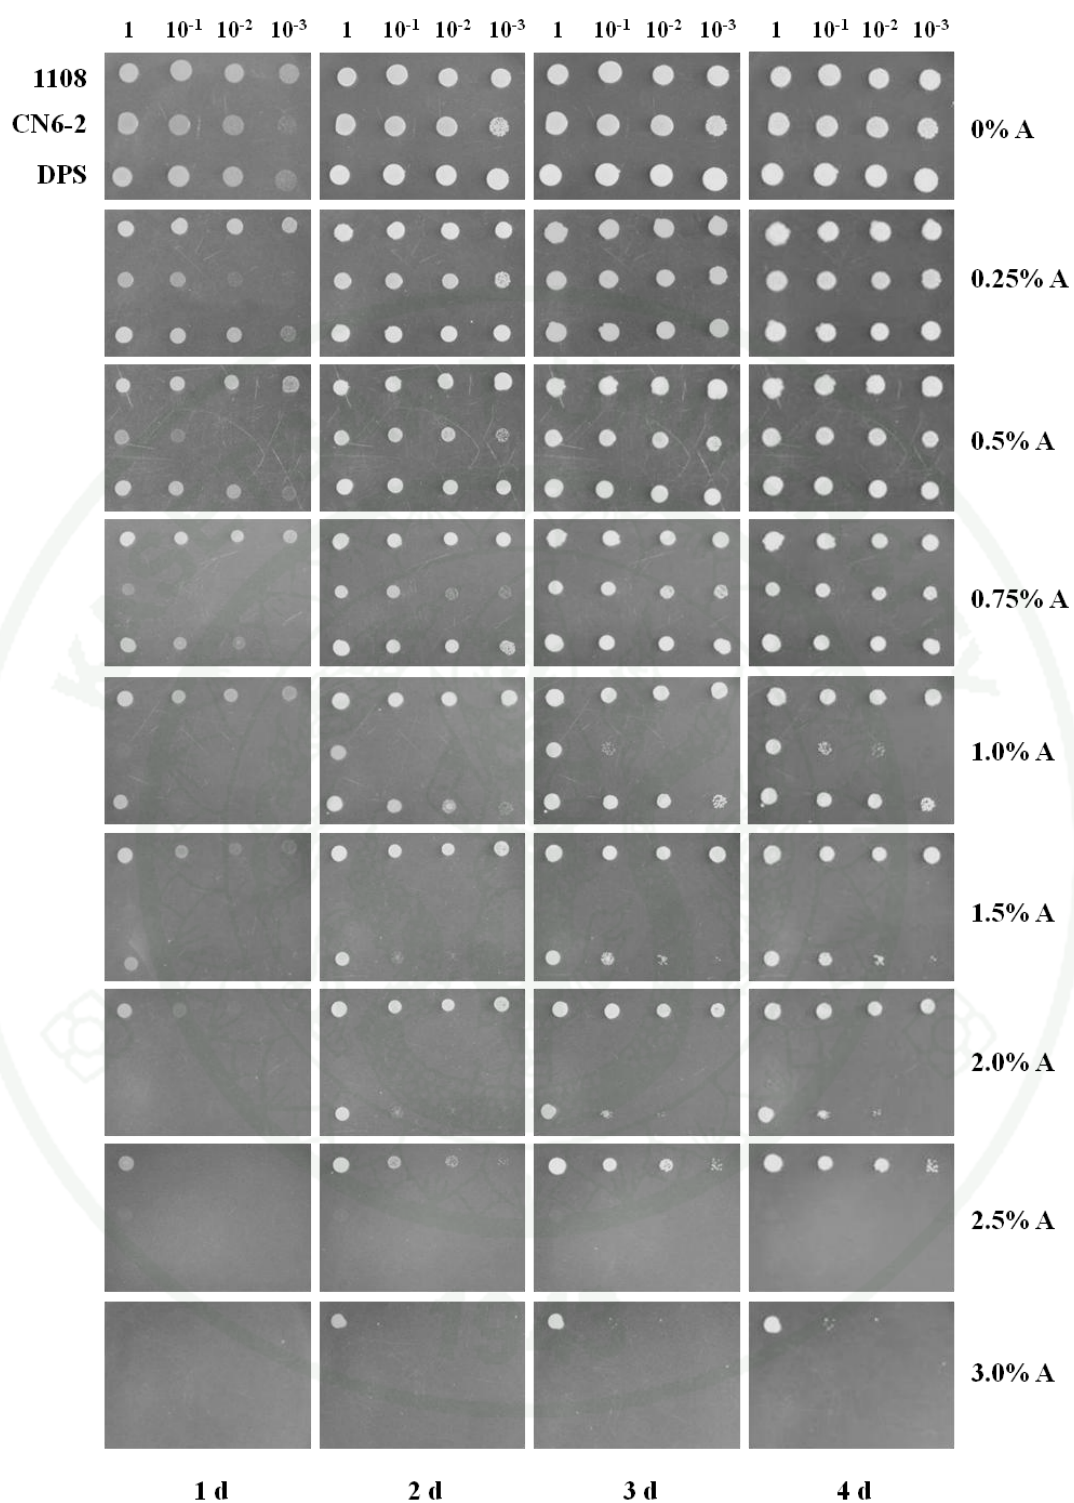 1 10⁻¹ 10⁻² 10⁻³ 1 10⁻¹ 10⁻² 10⁻³ 1 10⁻¹ 10⁻² 10⁻³ 1 10⁻¹ 10⁻² 10⁻³
1108
CN6-2
0% A
DPS
0.25% A
0.5% A
0.75% A
1.0% A
1.5% A
2.0% A
2.5% A
3.0% A
1 d 2 d 3 d 4 d